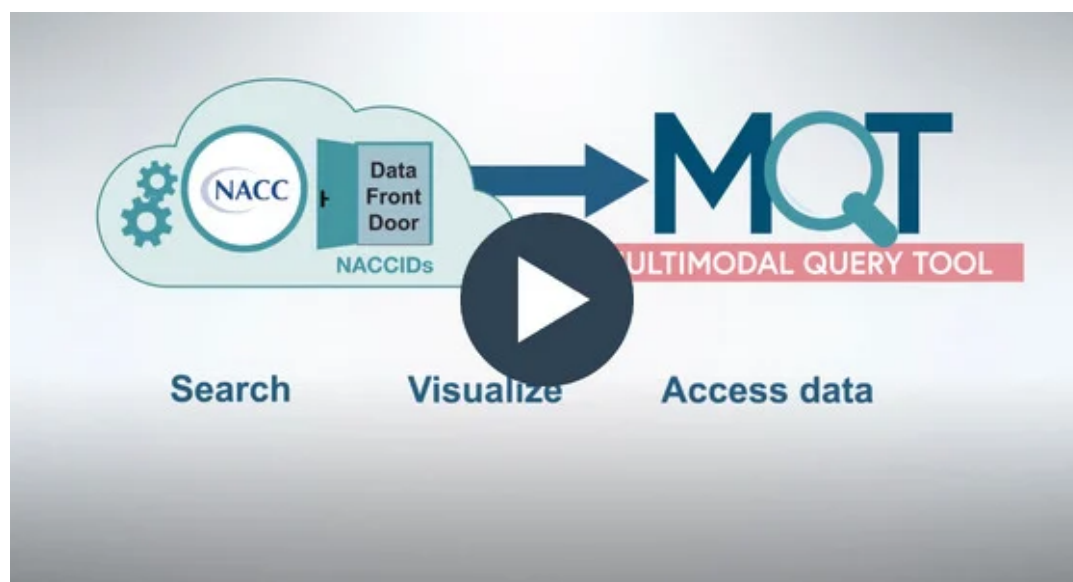 NACC
Data
Front
Door
NACCIDs
MQT
ULTIMODAL QUERY TOOL
Search
Visualize
Access data